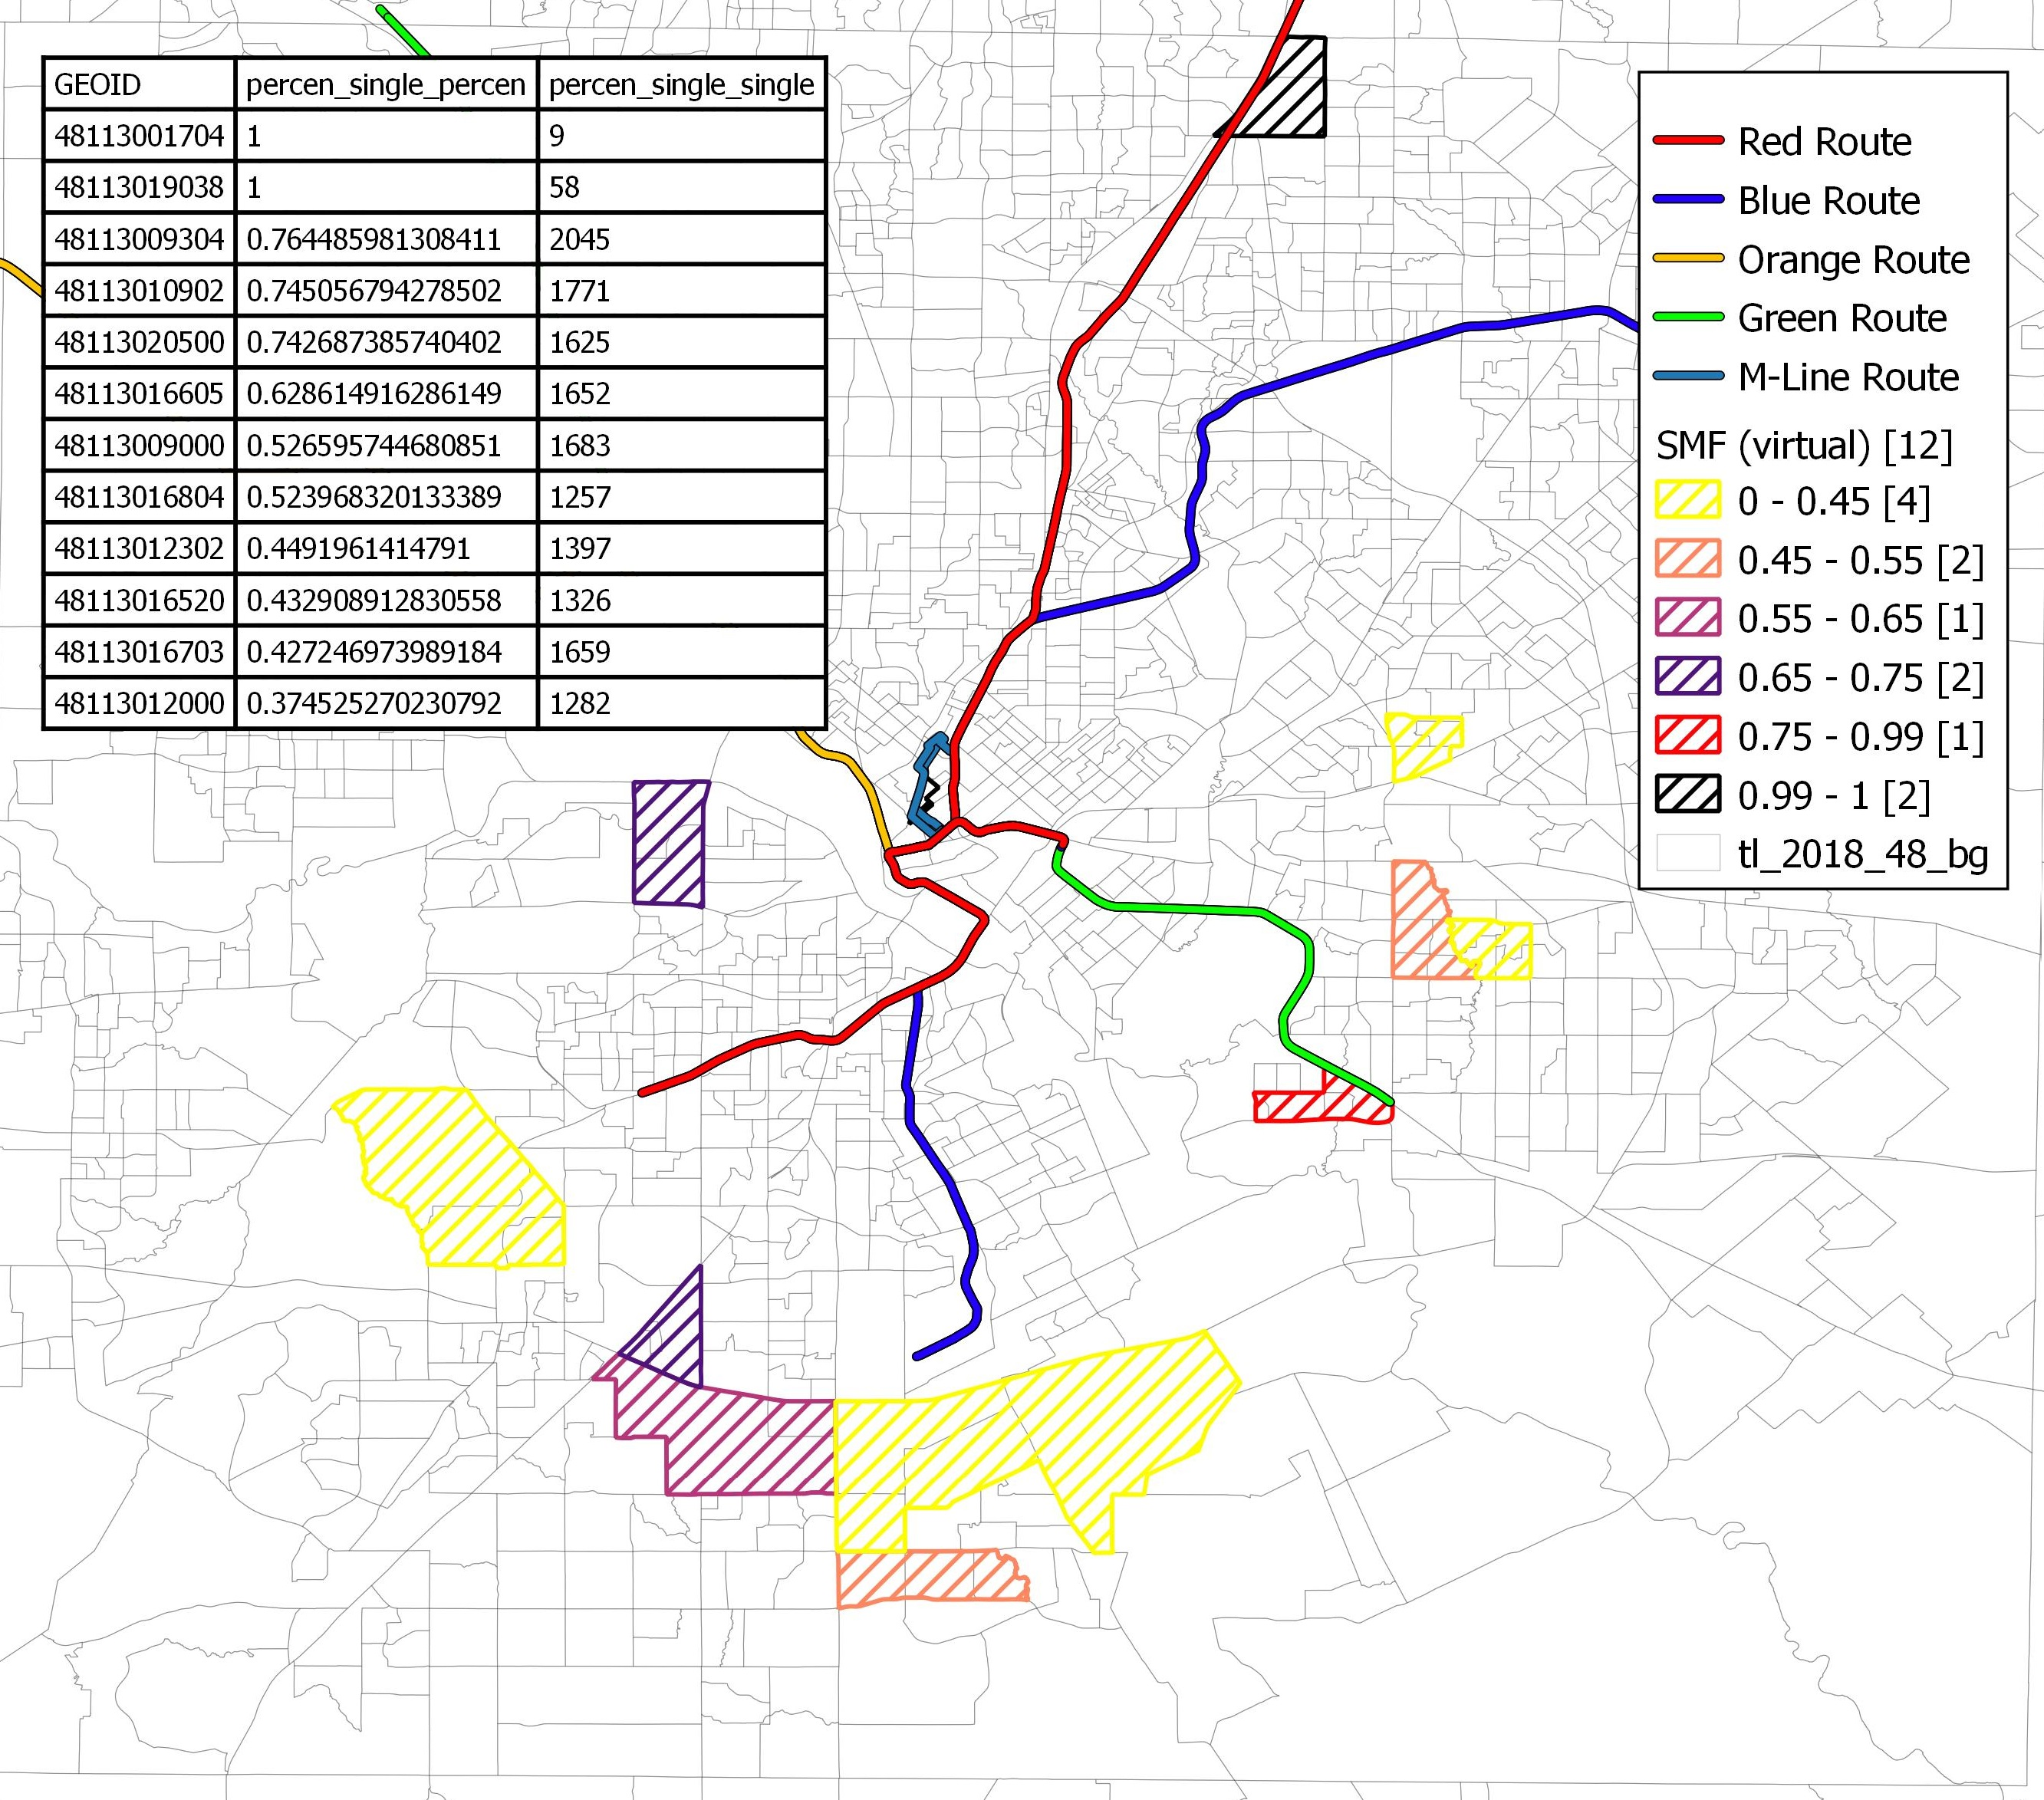 GEOID percen_single_percen percen_single_single
48113001704 1 9
48113019038 1 58
48113009304 0.764485981308411 2045
48113010902 0.745056794278502 1771
48113020500 0.742687385740402 1625
48113016605 0.628614916286149 1652
48113009000 0.526595744680851 1683
48113016804 0.523968320133389 1257
48113012302 0.4491961414791 1397
48113016520 0.432908912830558 1326
48113016703 0.427246973989184 1659
48113012000 0.374525270230792 1282
Red Route
Blue Route
Orange Route
Green Route
M-Line Route
SMF (virtual) [12]
0 - 0.45 [4]
0.45 - 0.55 [2]
0.55 - 0.65 [1]
0.65 - 0.75 [2]
0.75 - 0.99 [1]
0.99 - 1 [2]
tl_2018_48_bg